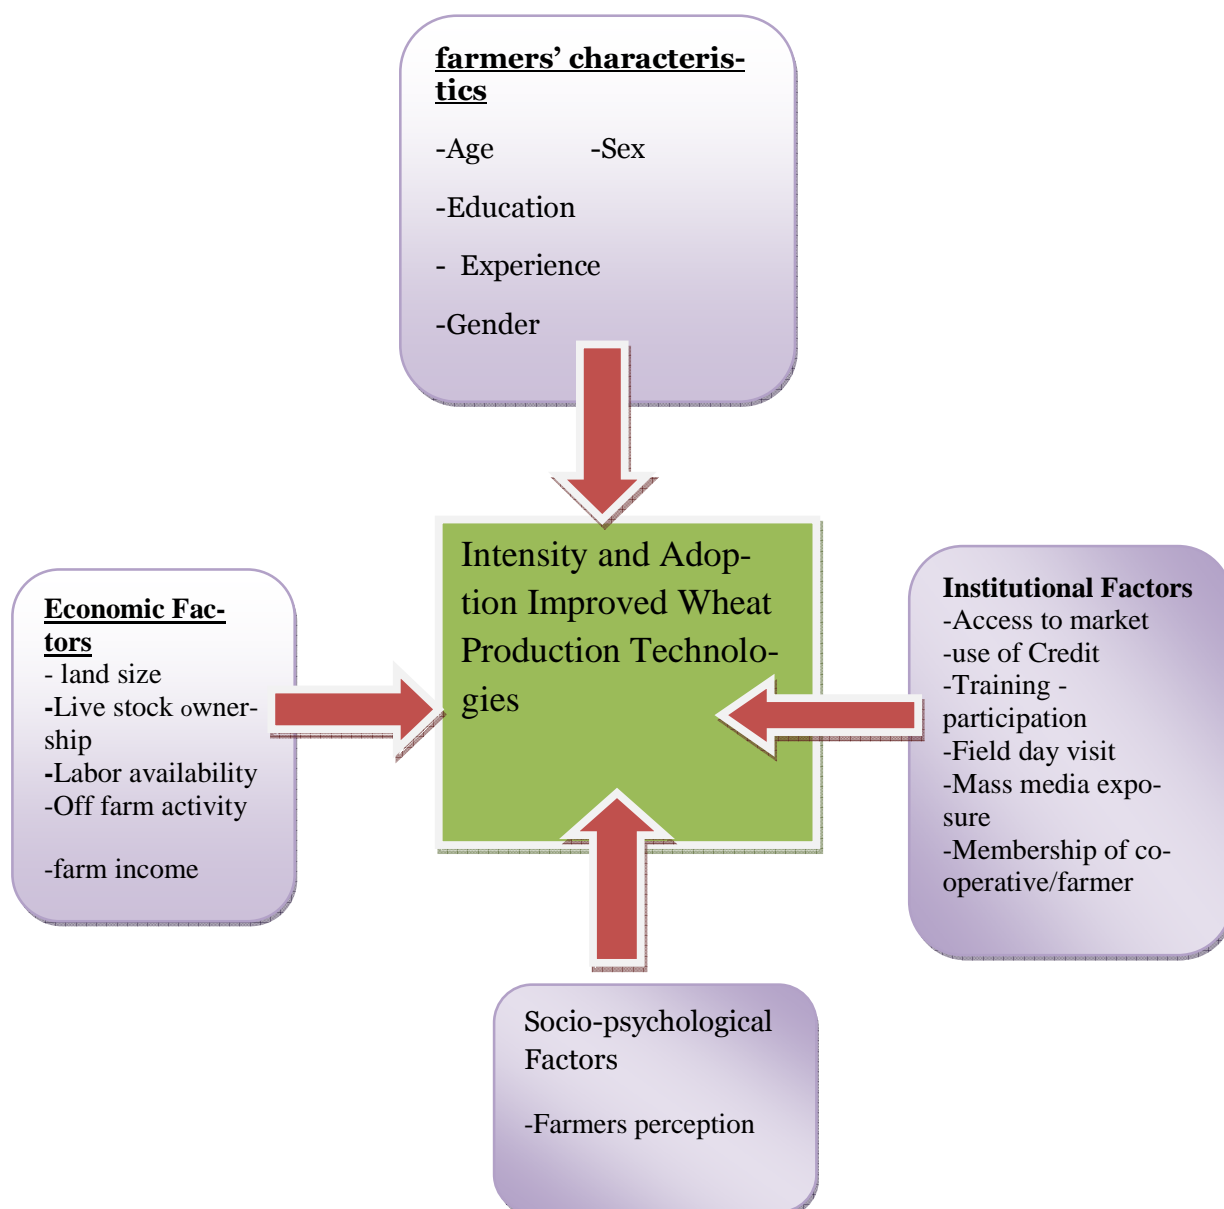 farmers’ characteris-
tics
-Age -Sex
-Education
- Experience
-Gender
Intensity and Adop-
tion Improved Wheat
Production Technolo-
gies
Economic Fac-
tors
- land size
-Live stock owner-
ship
-Labor availability
-Off farm activity
-farm income
Institutional Factors
-Access to market
-use of Credit
-Training -
participation
-Field day visit
-Mass media expo-
sure
-Membership of co-
operative/farmer
Socio-psychological
Factors
-Farmers perception